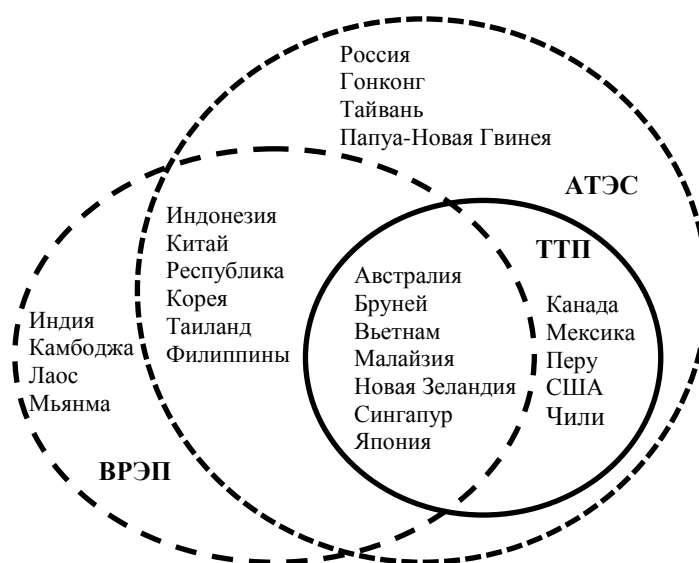 Россия
Гонконг
Тайвань
Папуа-Новая Гвинея
АТЭС
Индонезия
Китай
Республика
Корея
Таиланд
Филиппины
ТТП
Австралия
Бруней
Вьетнам
Малайзия
Новая Зеландия
Сингапур
Япония
Канада
Мексика
Перу
США
Чили
Индия
Камбоджа
Лаос
Мьянма
ВРЭП